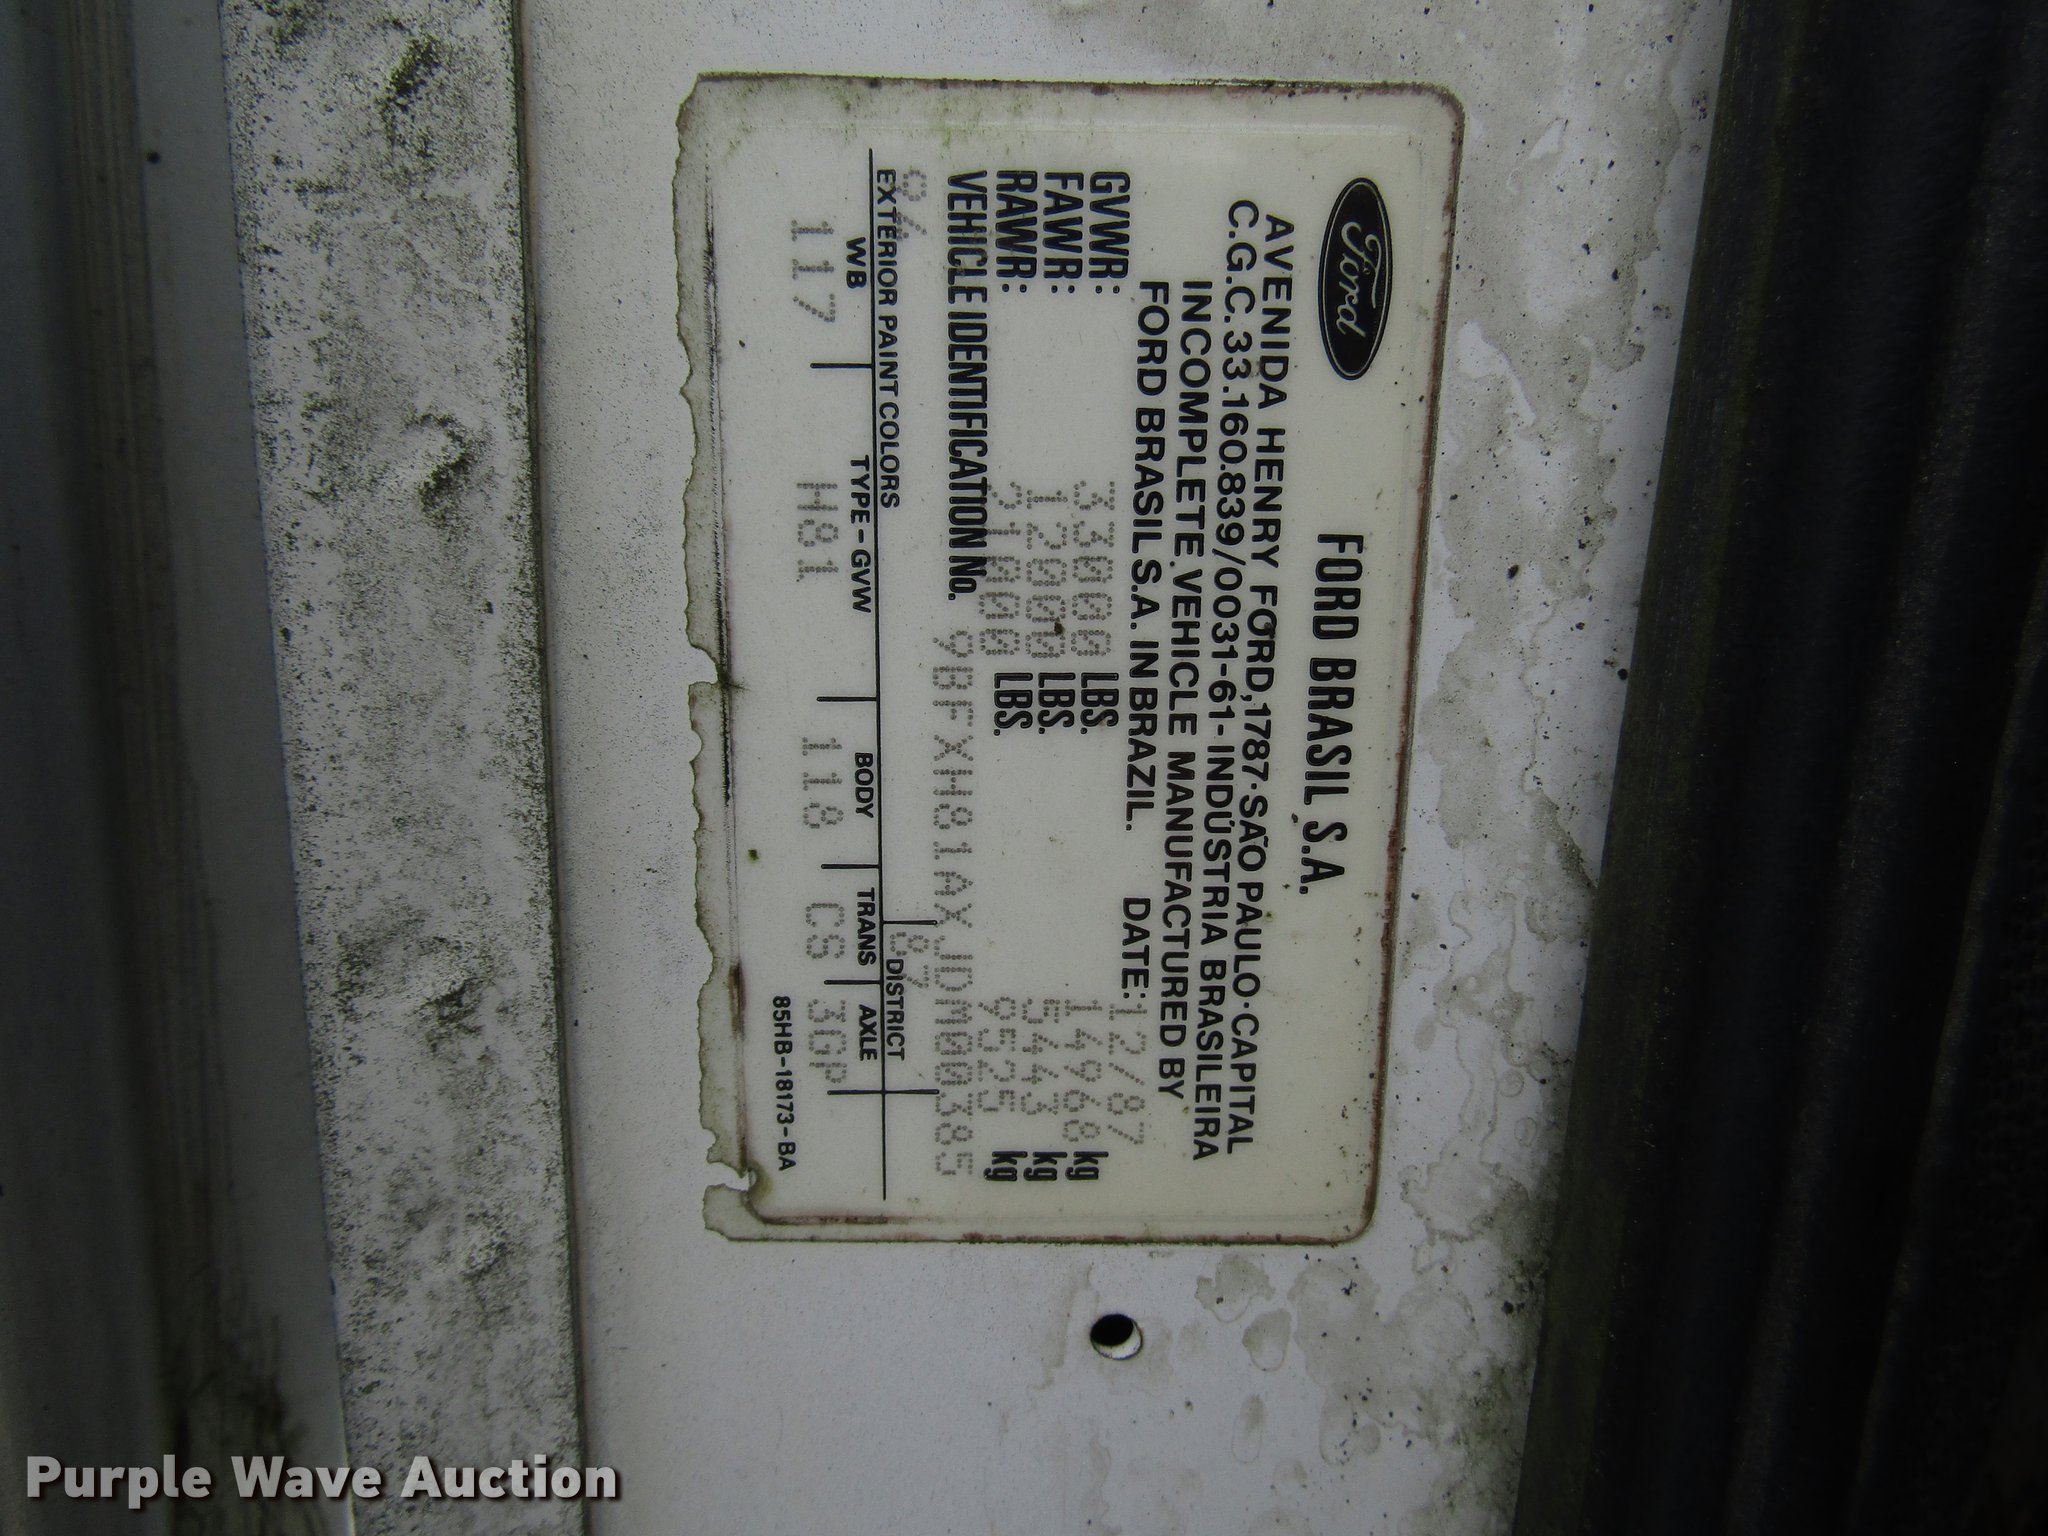 Ford
FORD BRASIL S.A.
AVENIDA HENRY FORD,1787-SÃO PAULO-CAPITAL
C.G.C.33.160.839/0031-61-INDÚSTRIA BRASILEIRA
INCOMPLETE VEHICLE MANUFACTURED BY
FORD BRASIL S.A. IN BRAZIL. DATE: 12/87
GVWR: 33000 LBS. 14968 kg
FAWR: 12000 LBS. 5443 kg
RAWR: 21000 LBS. 9525 kg
VEHICLE IDENTIFICATION No. 9BFXH81AXJDM00385
87
EXTERIOR PAINT COLORS DISTRICT
WB TYPE-GVW BODY TRANS AXLE
117 H81 118 CS 30P
85HB-18173-BA
Purple Wave Auction